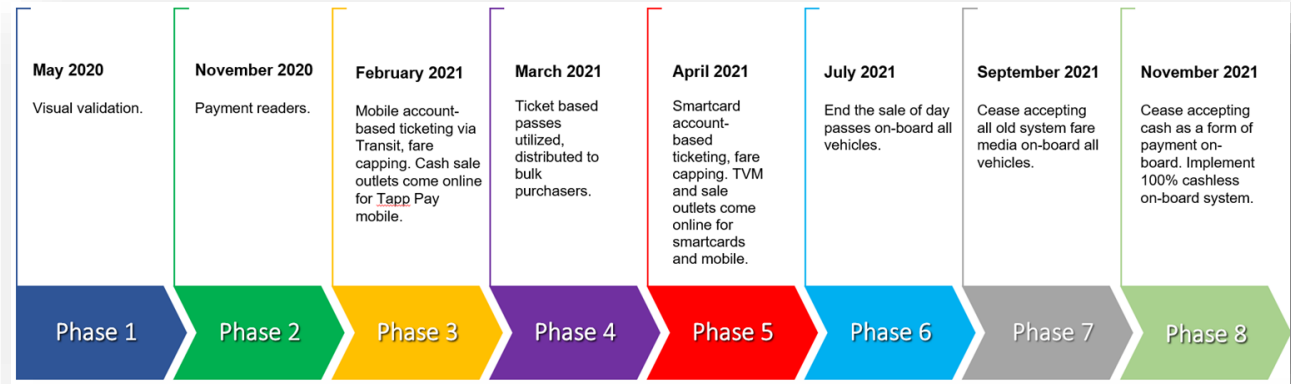 May 2020
Visual validation.
November 2020
Payment readers.
February 2021
Mobile account-
based ticketing via
Transit, fare
capping. Cash sale
outlets come online
for Tapp Pay
mobile.
March 2021
Ticket based
passes
utilized,
distributed to
bulk
purchasers.
April 2021
Smartcard
account-
based
ticketing, fare
capping. TVM
and sale
outlets come
online for
smartcards
and mobile.
July 2021
End the sale of day
passes on-board all
vehicles.
September 2021
Cease accepting
all old system fare
media on-board all
vehicles.
November 2021
Cease accepting
cash as a form of
payment on-
board. Implement
100% cashless
on-board system.
Phase 1
Phase 2
Phase 3
Phase 4
Phase 5
Phase 6
Phase 7
Phase 8